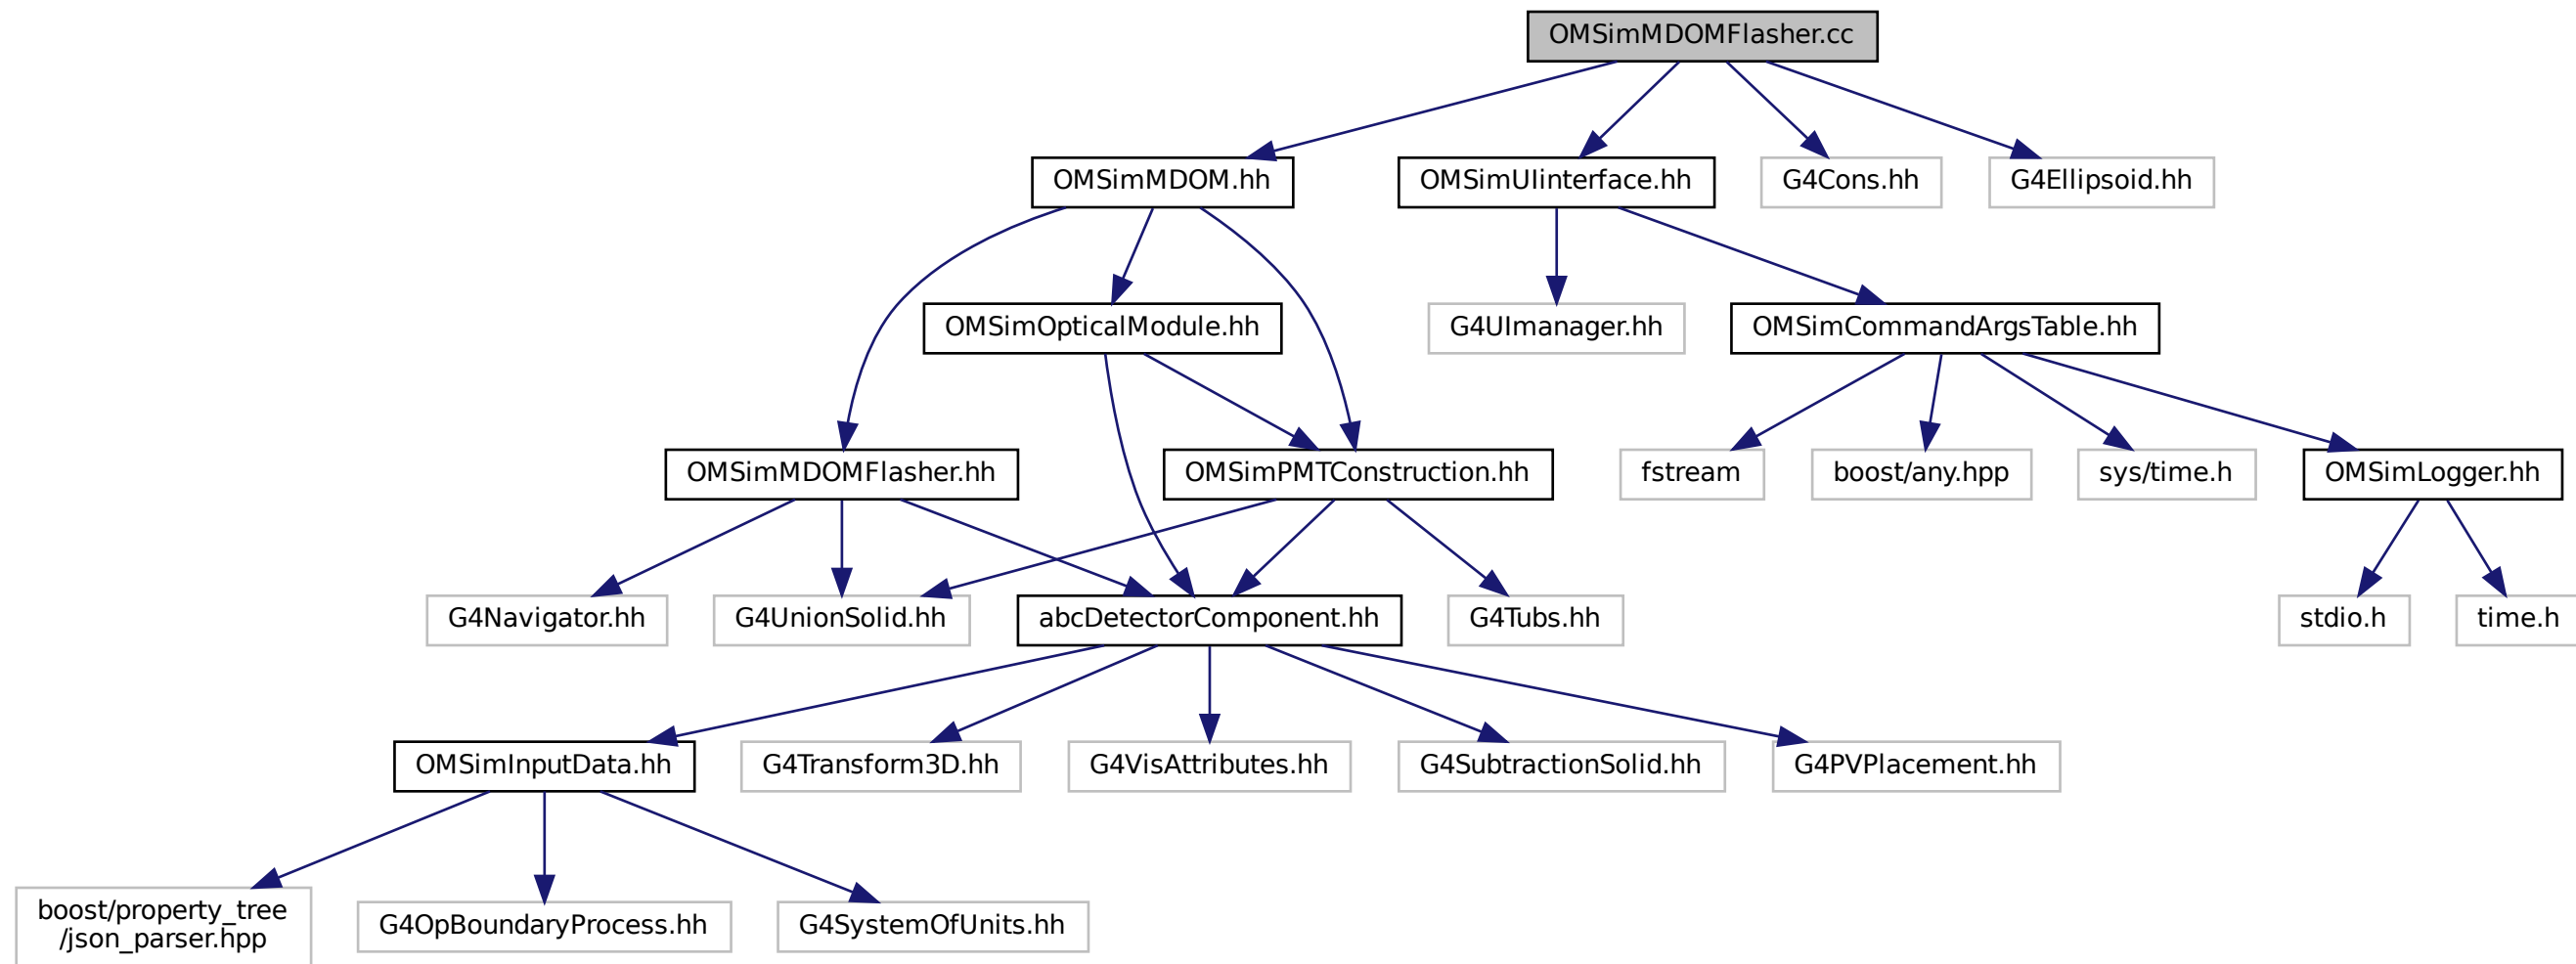 OMSimMDOMFlasher.cc
OMSimMDOM.hh
OMSimUIinterface.hh
G4Cons.hh
G4Ellipsoid.hh
OMSimOpticalModule.hh
G4UImanager.hh
OMSimCommandArgsTable.hh
OMSimMDOMFlasher.hh
OMSimPMTConstruction.hh
fstream
boost/any.hpp
sys/time.h
OMSimLogger.hh
G4Navigator.hh
G4UnionSolid.hh
abcDetectorComponent.hh
G4Tubs.hh
stdio.h
time.h
OMSimInputData.hh
G4Transform3D.hh
G4VisAttributes.hh
G4SubtractionSolid.hh
G4PVPlacement.hh
boost/property_tree
/json_parser.hpp
G4OpBoundaryProcess.hh
G4SystemOfUnits.hh